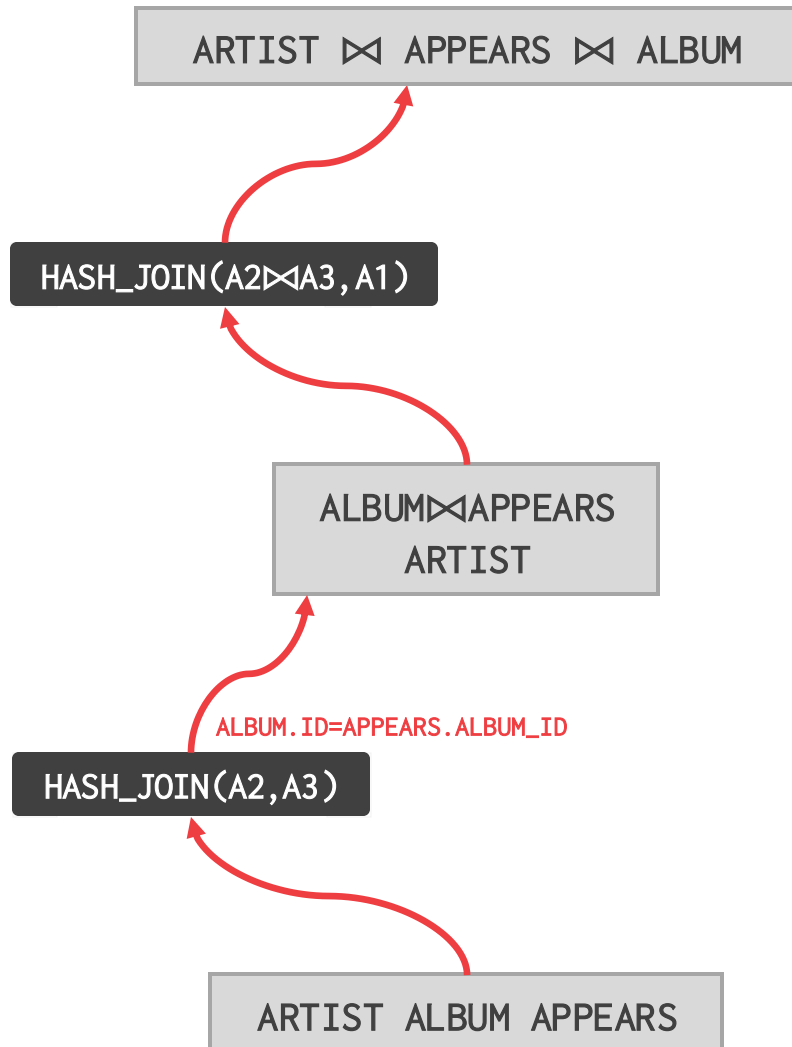 ARTIST ⨝ APPEARS ⨝ ALBUM
HASH_JOIN(A2⨝A3,A1)
ALBUM⨝APPEARS
ARTIST
ALBUM.ID=APPEARS.ALBUM_ID
HASH_JOIN(A2,A3)
ARTIST ALBUM APPEARS